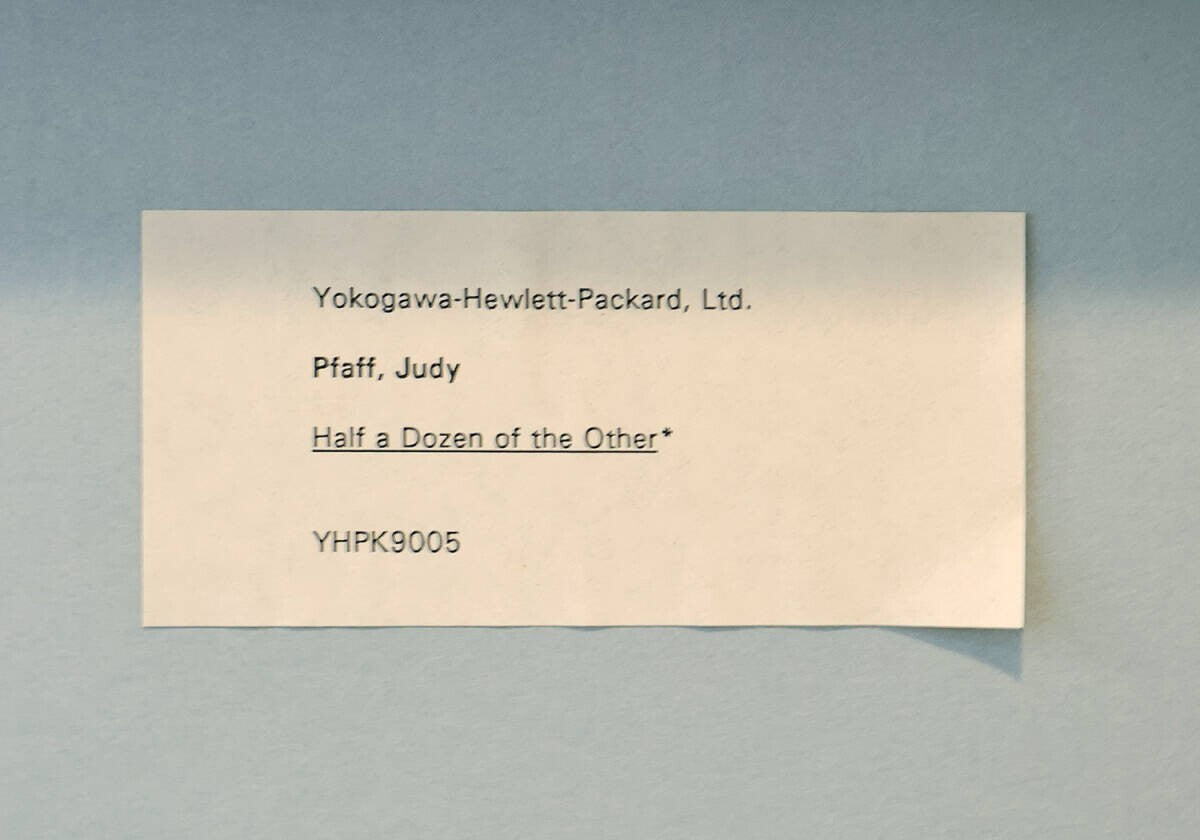 Yokogawa-Hewlett-Packard, Ltd.
Pfaff, Judy
Half a Dozen of the Other*
YHPK9005